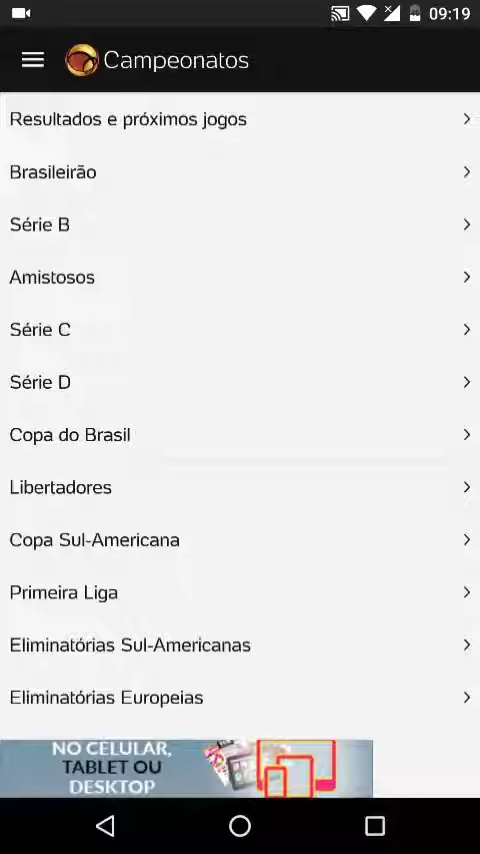 09:19
Campeonatos
Resultados e próximos jogos
Brasileirão
Série B
Amistosos
Série C
Série D
Copa do Brasil
Libertadores
Copa Sul-Americana
Primeira Liga
Eliminatórias Sul-Americanas
Eliminatórias Europeias
NO CELULAR,
TABLET OU
DESKTOP